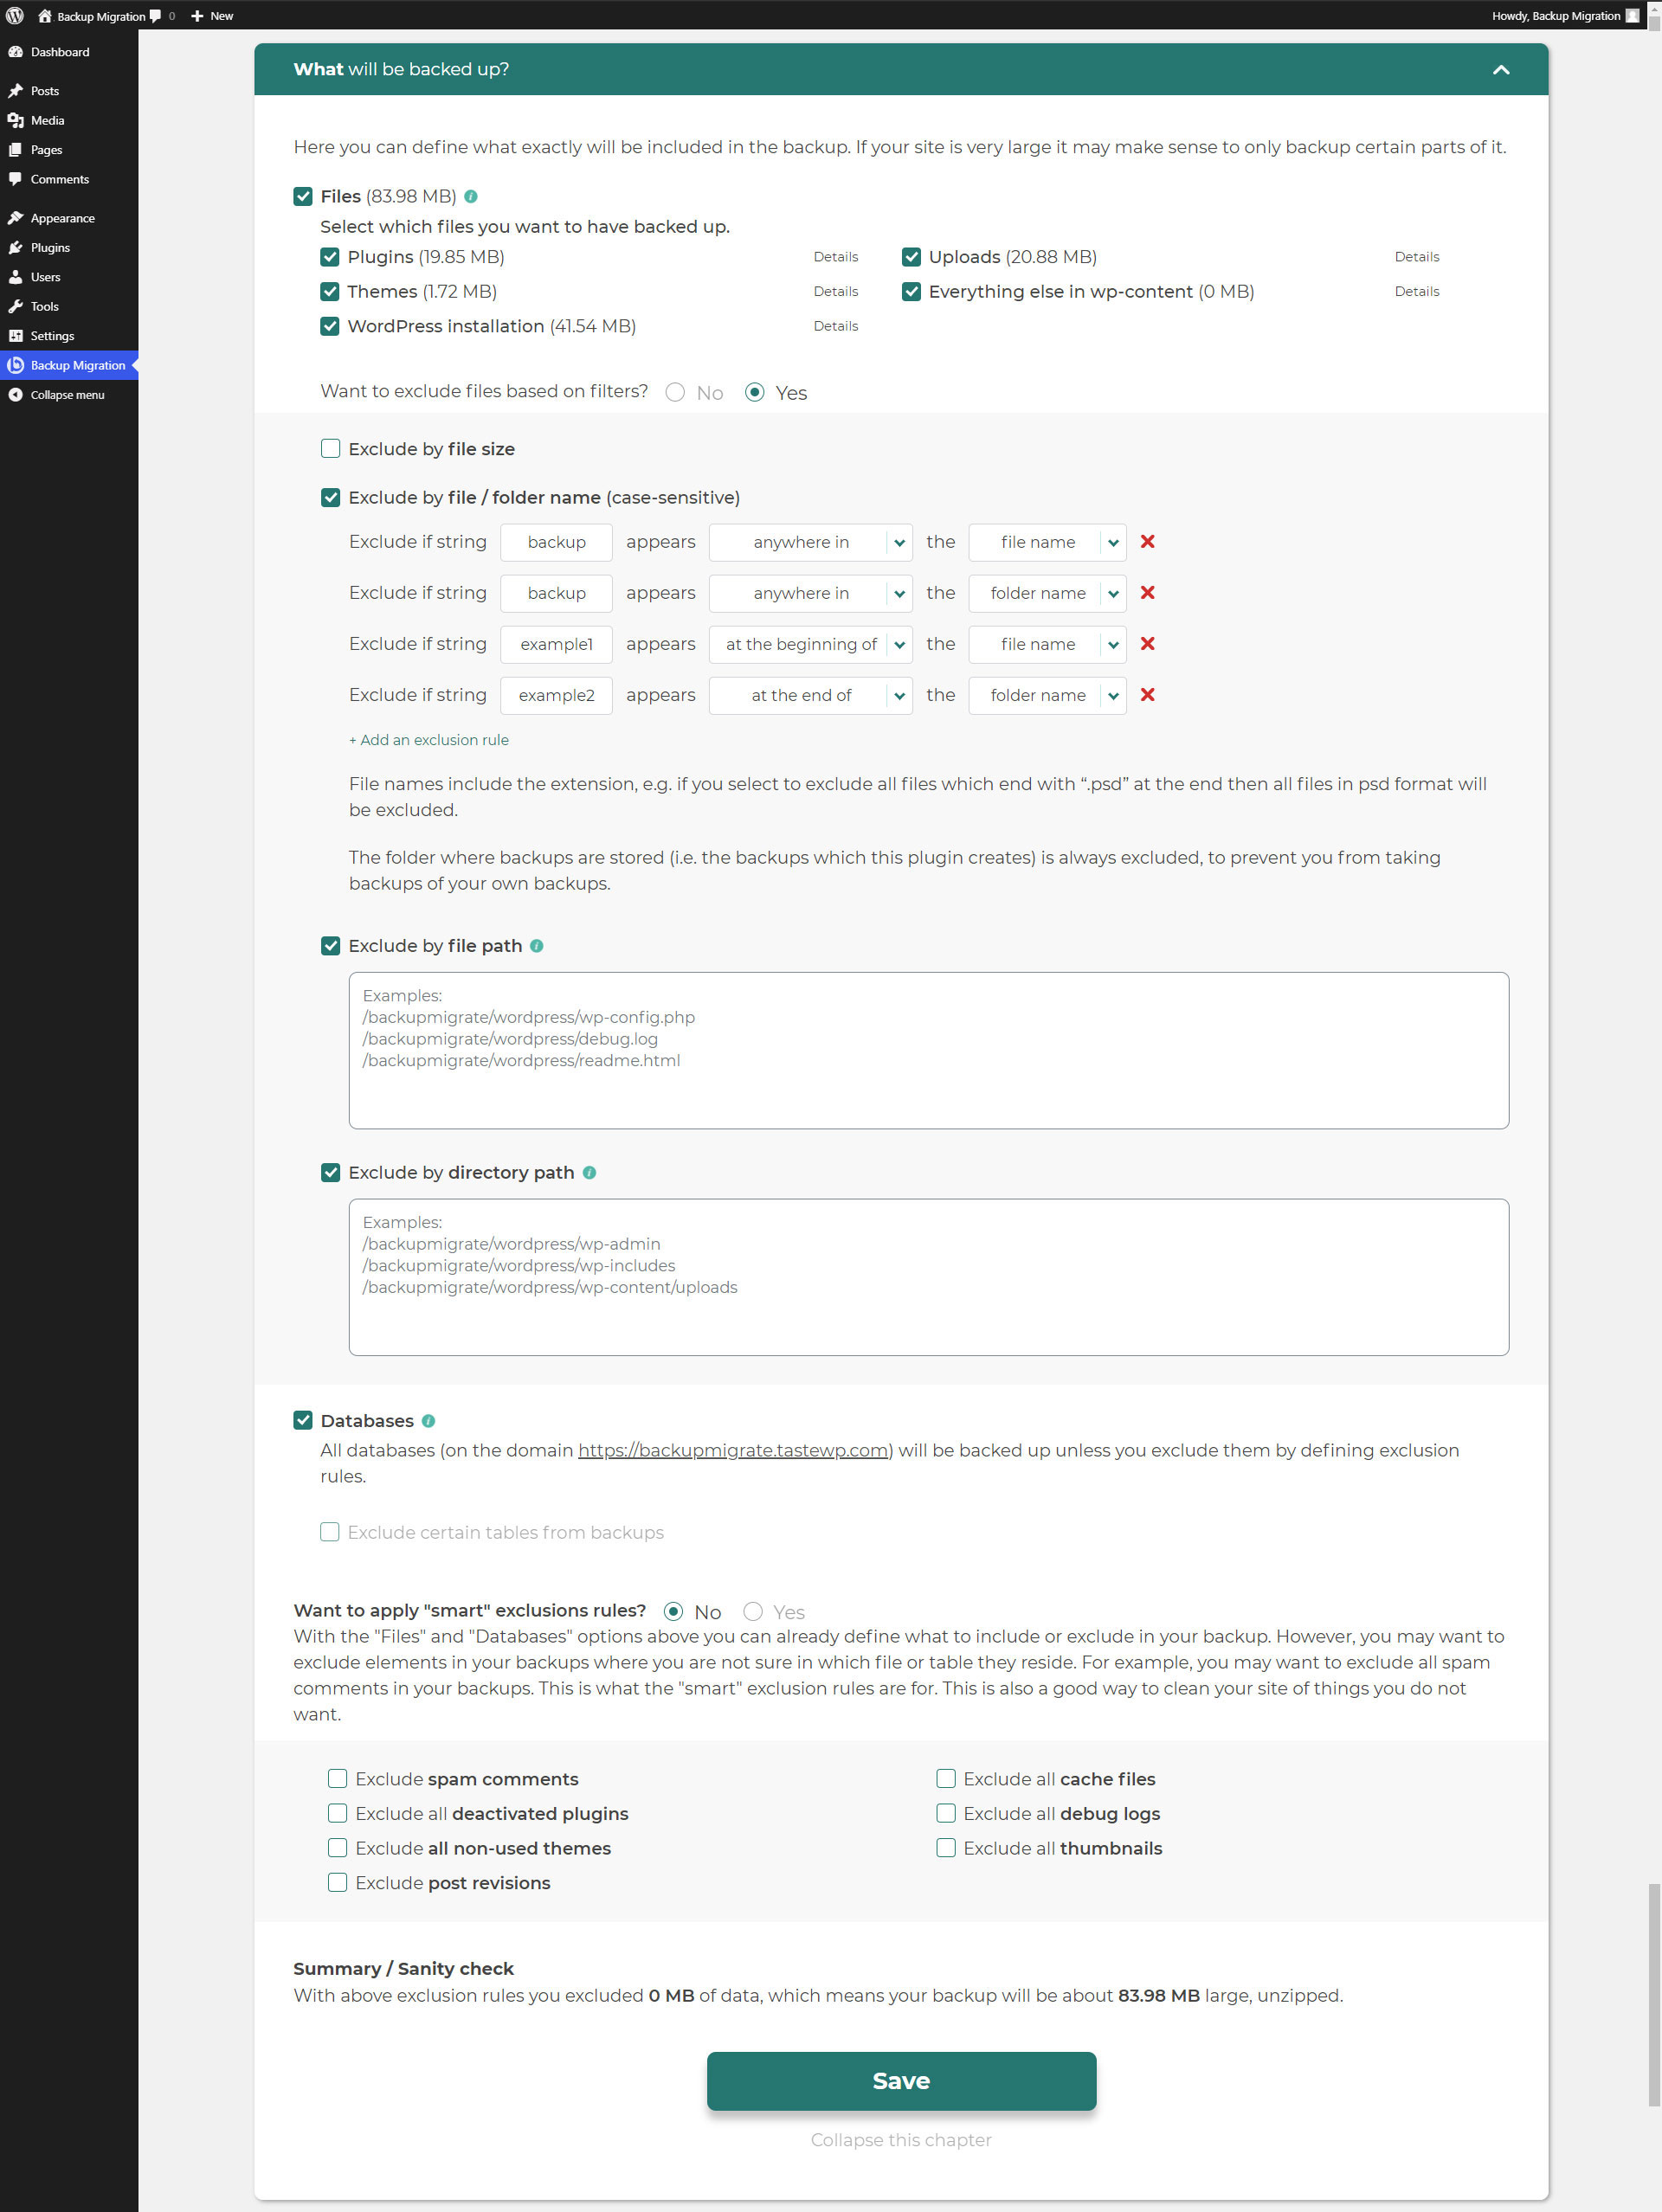 Backup Migration 0 New
Howdy, Backup Migration
Dashboard
Posts
Media
Pages
Comments
Appearance
Plugins
Users
Tools
Settings
Backup Migration
Collapse menu
What will be backed up?
Here you can define what exactly will be included in the backup. If your site is very large it may make sense to only backup certain parts of it.
Files (83.98 MB)
Select which files you want to have backed up.
Plugins (19.85 MB) Details Uploads (20.88 MB) Details
Themes (1.72 MB) Details Everything else in wp-content (0 MB) Details
WordPress installation (41.54 MB) Details
Want to exclude files based on filters? No Yes
Exclude by file size
Exclude by file / folder name (case-sensitive)
Exclude if string backup appears anywhere in the file name
Exclude if string backup appears anywhere in the folder name
Exclude if string example1 appears at the beginning of the file name
Exclude if string example2 appears at the end of the folder name
+ Add an exclusion rule
File names include the extension, e.g. if you select to exclude all files which end with “.psd” at the end then all files in psd format will
be excluded.
The folder where backups are stored (i.e. the backups which this plugin creates) is always excluded, to prevent you from taking
backups of your own backups.
Exclude by file path
Examples:
/backupmigrate/wordpress/wp-config.php
/backupmigrate/wordpress/debug.log
/backupmigrate/wordpress/readme.html
Exclude by directory path
Examples:
/backupmigrate/wordpress/wp-admin
/backupmigrate/wordpress/wp-includes
/backupmigrate/wordpress/wp-content/uploads
Databases
All databases (on the domain https://backupmigrate.tastewp.com) will be backed up unless you exclude them by defining exclusion
rules.
Exclude certain tables from backups
Want to apply "smart" exclusions rules? No Yes
With the "Files" and "Databases" options above you can already define what to include or exclude in your backup. However, you may want to
exclude elements in your backups where you are not sure in which file or table they reside. For example, you may want to exclude all spam
comments in your backups. This is what the "smart" exclusion rules are for. This is also a good way to clean your site of things you do not
want.
Exclude spam comments Exclude all cache files
Exclude all deactivated plugins Exclude all debug logs
Exclude all non-used themes Exclude all thumbnails
Exclude post revisions
Summary / Sanity check
With above exclusion rules you excluded 0 MB of data, which means your backup will be about 83.98 MB large, unzipped.
Save
Collapse this chapter